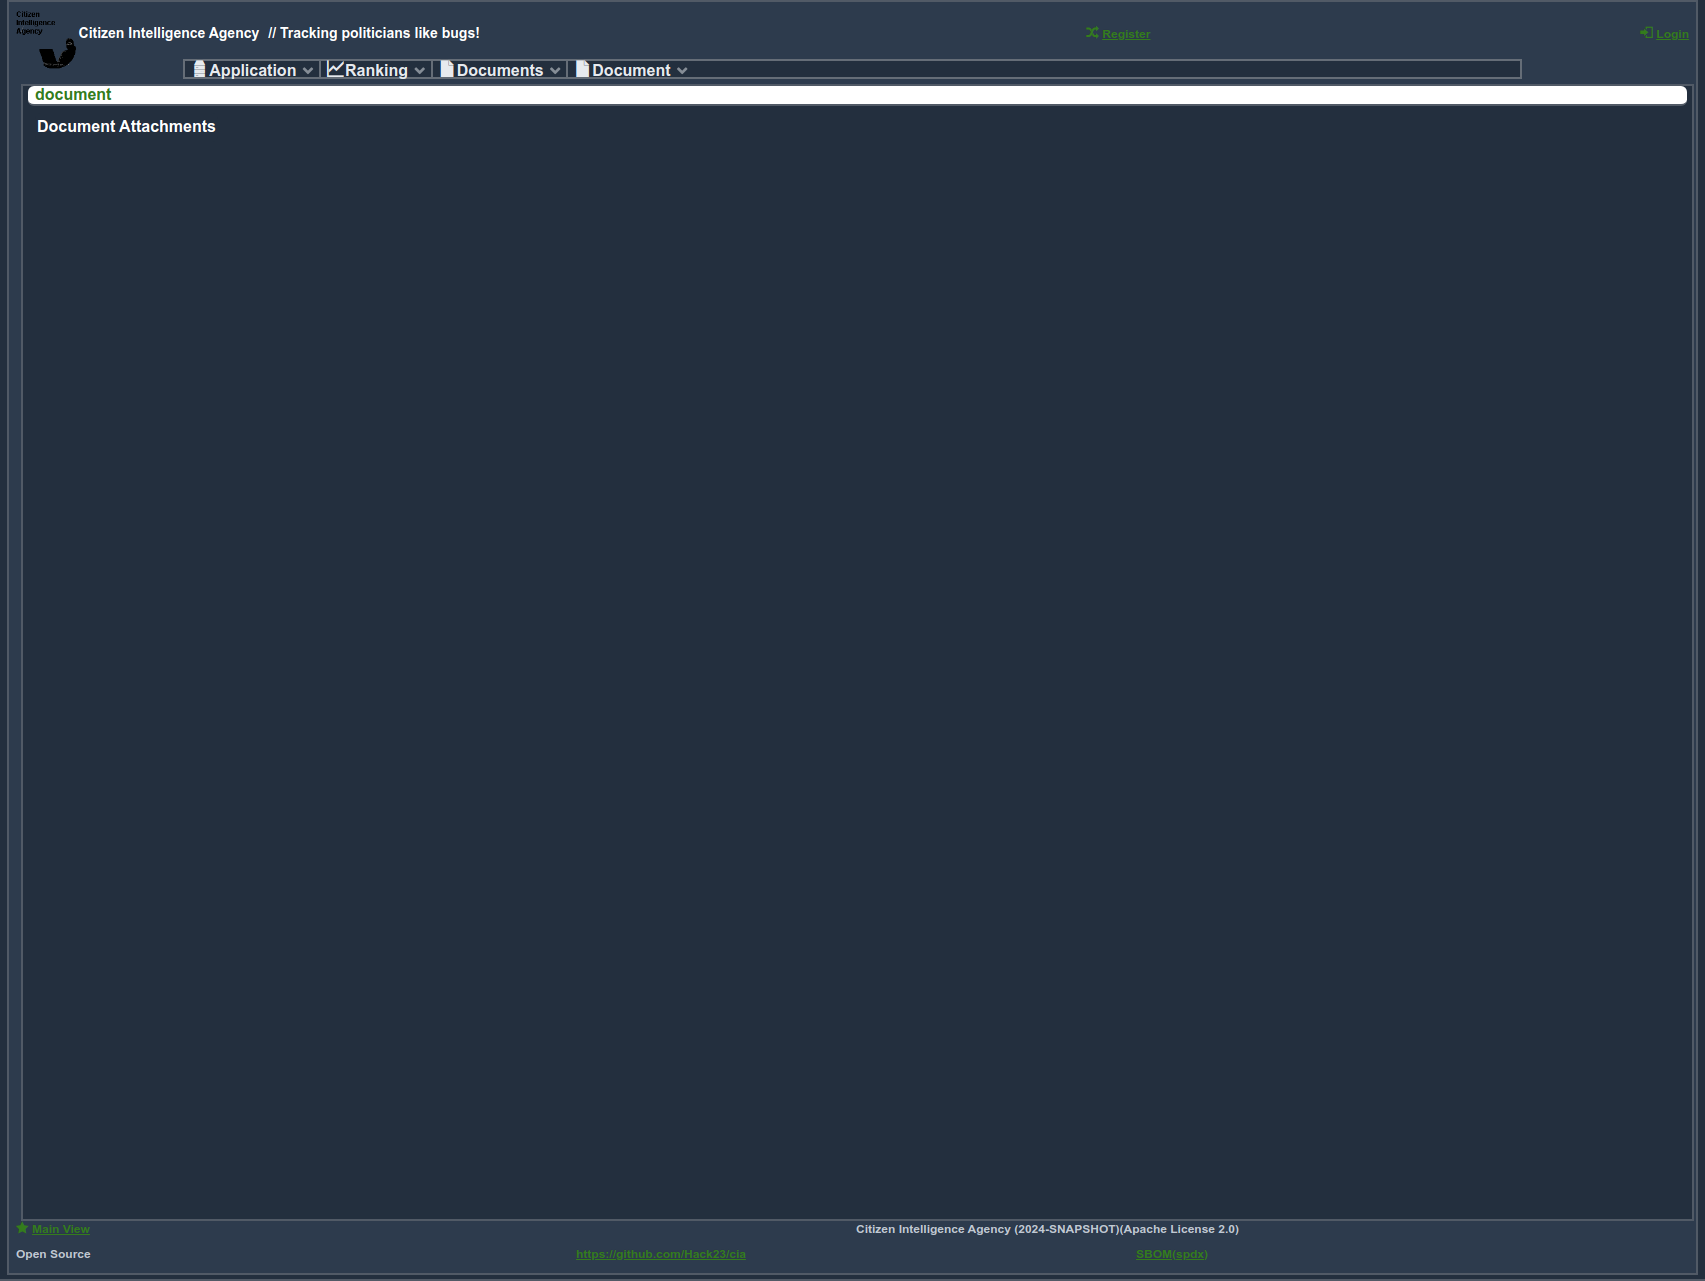 Citizen
Intelligence
Agency
Citizen Intelligence Agency // Tracking politicians like bugs!
Register
Login
Application
Ranking
Documents
Document
document
Document Attachments
Main View
Citizen Intelligence Agency (2024-SNAPSHOT)(Apache License 2.0)
Open Source
https://github.com/Hack23/cia
SBOM(spdx)